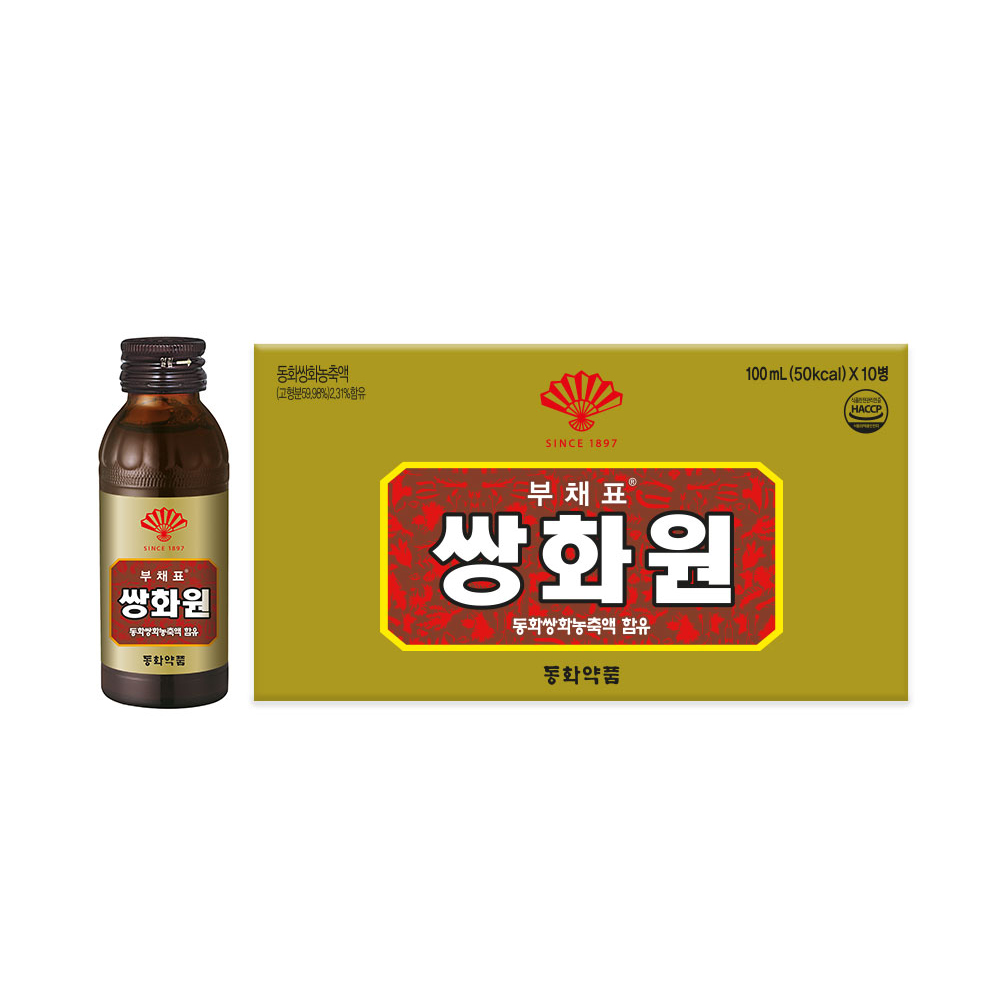 열림
SINCE 1897
부채표®
쌍화원
동화쌍화농축액 함유
동화약품
동화쌍화농축액
(고형분59.98%)2.31%함유
100 mL (50kcal) X 10병
HACCP
SINCE 1897
부채표®
쌍화원
동화쌍화농축액 함유
동화약품